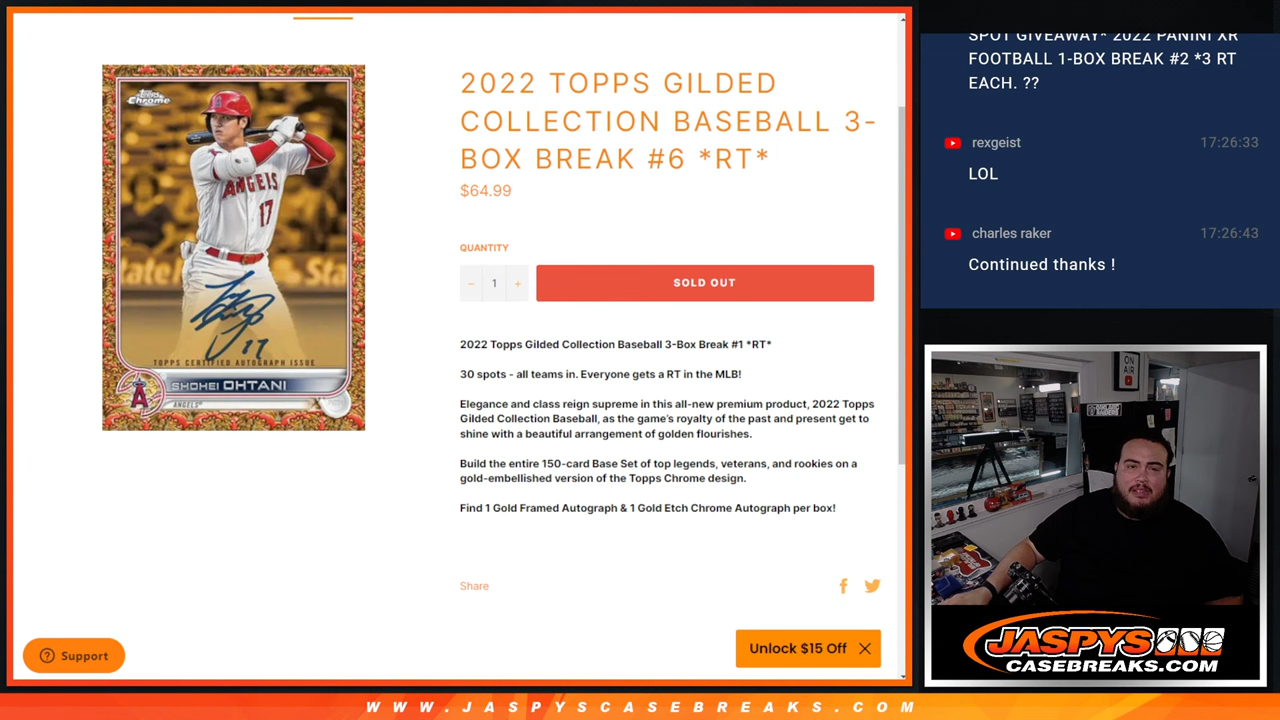 2022 TOPPS GILDED
COLLECTION BASEBALL 3-
BOX BREAK #6 *RT*
$64.99
QUANTITY
− 1 +
SOLD OUT
2022 Topps Gilded Collection Baseball 3-Box Break #1 *RT*
30 spots - all teams in. Everyone gets a RT in the MLB!
Elegance and class reign supreme in this all-new premium product, 2022 Topps
Gilded Collection Baseball, as the game's royalty of the past and present get to
shine with a beautiful arrangement of golden flourishes.
Build the entire 150-card Base Set of top legends, veterans, and rookies on a
gold-embellished version of the Topps Chrome design.
Find 1 Gold Framed Autograph & 1 Gold Etch Chrome Autograph per box!
Share
Support
Unlock $15 Off
Topps
Chrome
ANGELS
17
TOPPS CERTIFIED AUTOGRAPH ISSUE
SHOHEI OHTANI
ANGELS
SPOT GIVEAWAY* 2022 PANINI XR
FOOTBALL 1-BOX BREAK #2 *3 RT
EACH. ??
rexgeist 17:26:33
LOL
charles raker 17:26:43
Continued thanks !
ON
AIR
JASPYS
CASEBREAKS.COM
WWW.JASPYSCASEBREAKS.COM